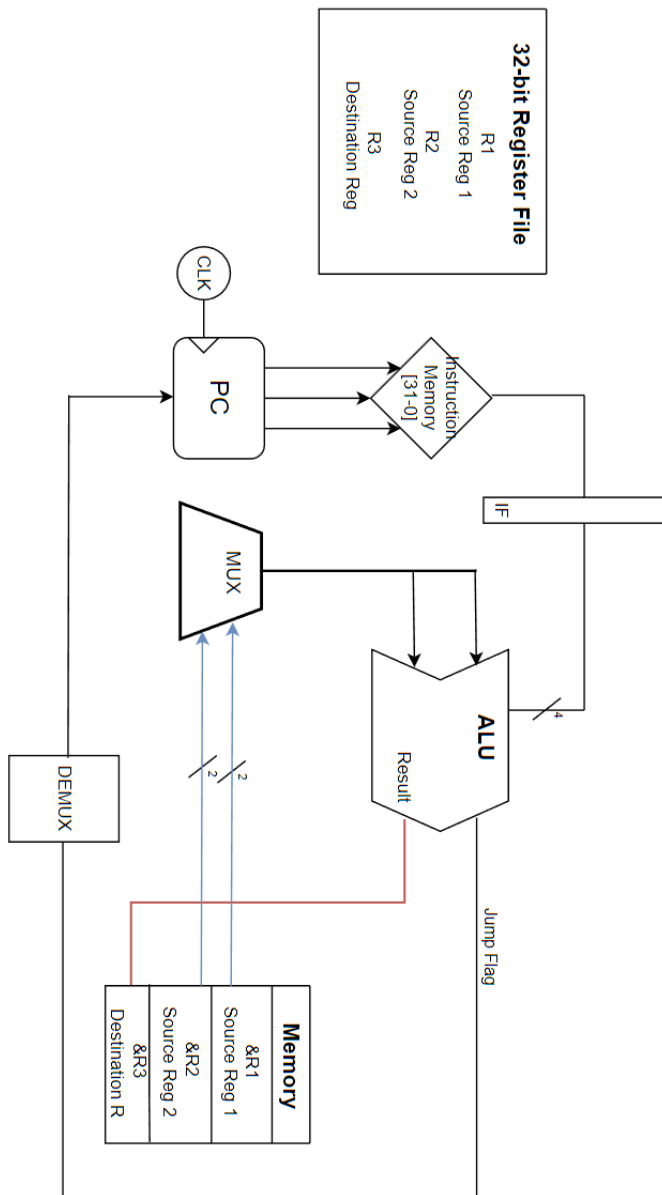 32-bit Register File
R1
Source Reg 1
R2
Source Reg 2
R3
Destination Reg
CLK
PC
Instruction
Memory
[31-0]
IF
MUX
4
ALU
Result
2
2
DEMUX
Jump Flag
Memory
&R1
Source Reg 1
&R2
Source Reg 2
&R3
Destination R